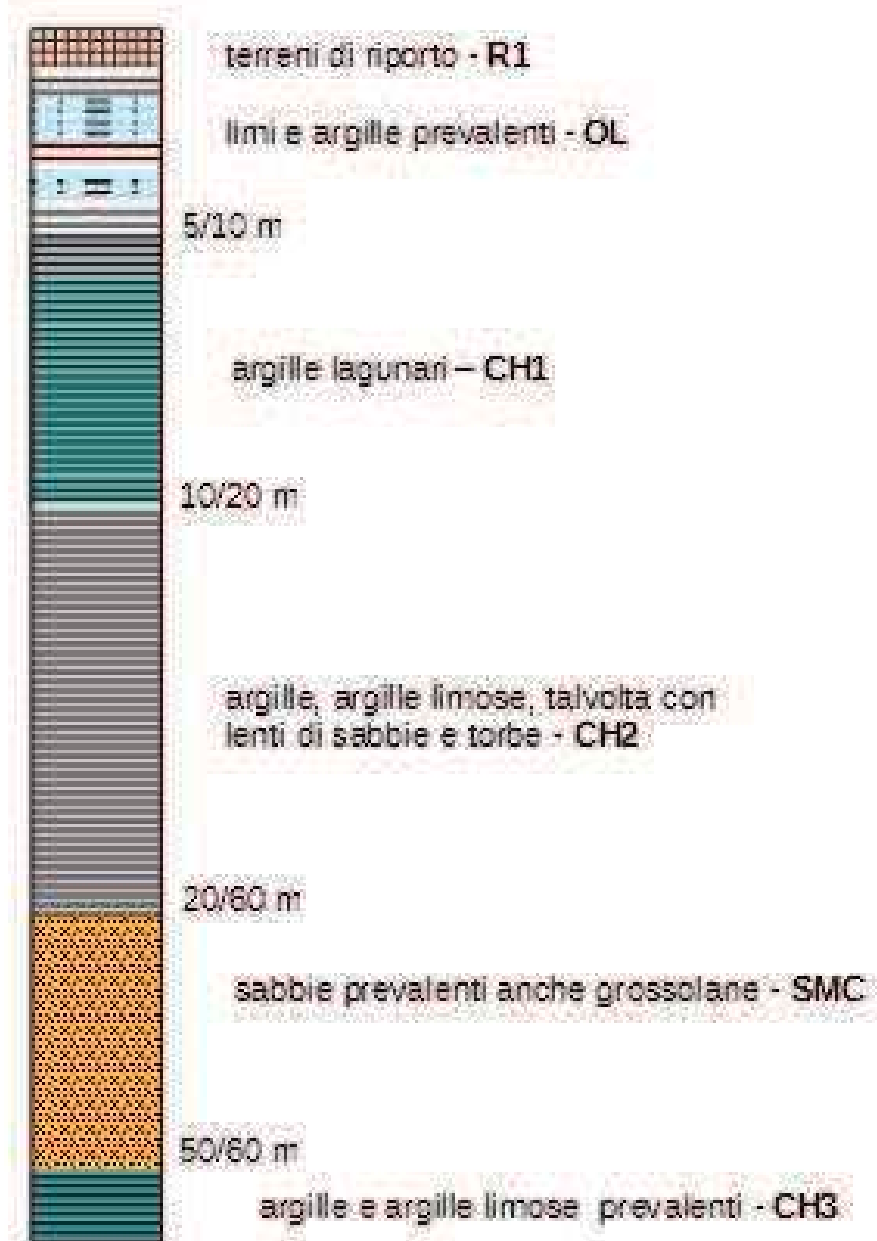 terreni di riporto - R1
limi e argille prevalenti - OL
5/10 m
argille lagunari – CH1
10/20 m
argille, argille limose, talvolta con
lenti di sabbie e torbe - CH2
20/60 m
sabbie prevalenti anche grossolane - SMC
50/60 m
argille e argille limose prevalenti - CH3